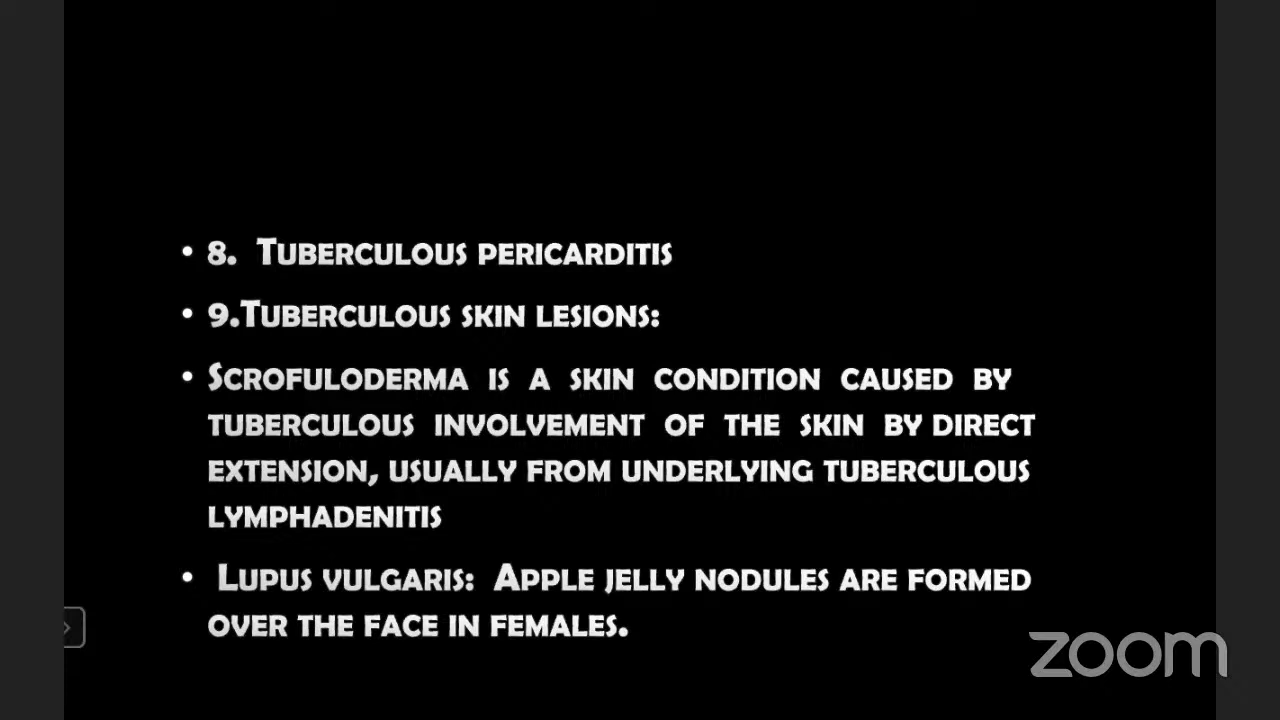 • 8. Tuberculous pericarditis
• 9.Tuberculous skin lesions:
• Scrofuloderma is a skin condition caused by
tuberculous involvement of the skin by direct
extension, usually from underlying tuberculous
lymphadenitis
• Lupus vulgaris: Apple jelly nodules are formed
over the face in females.
zoom